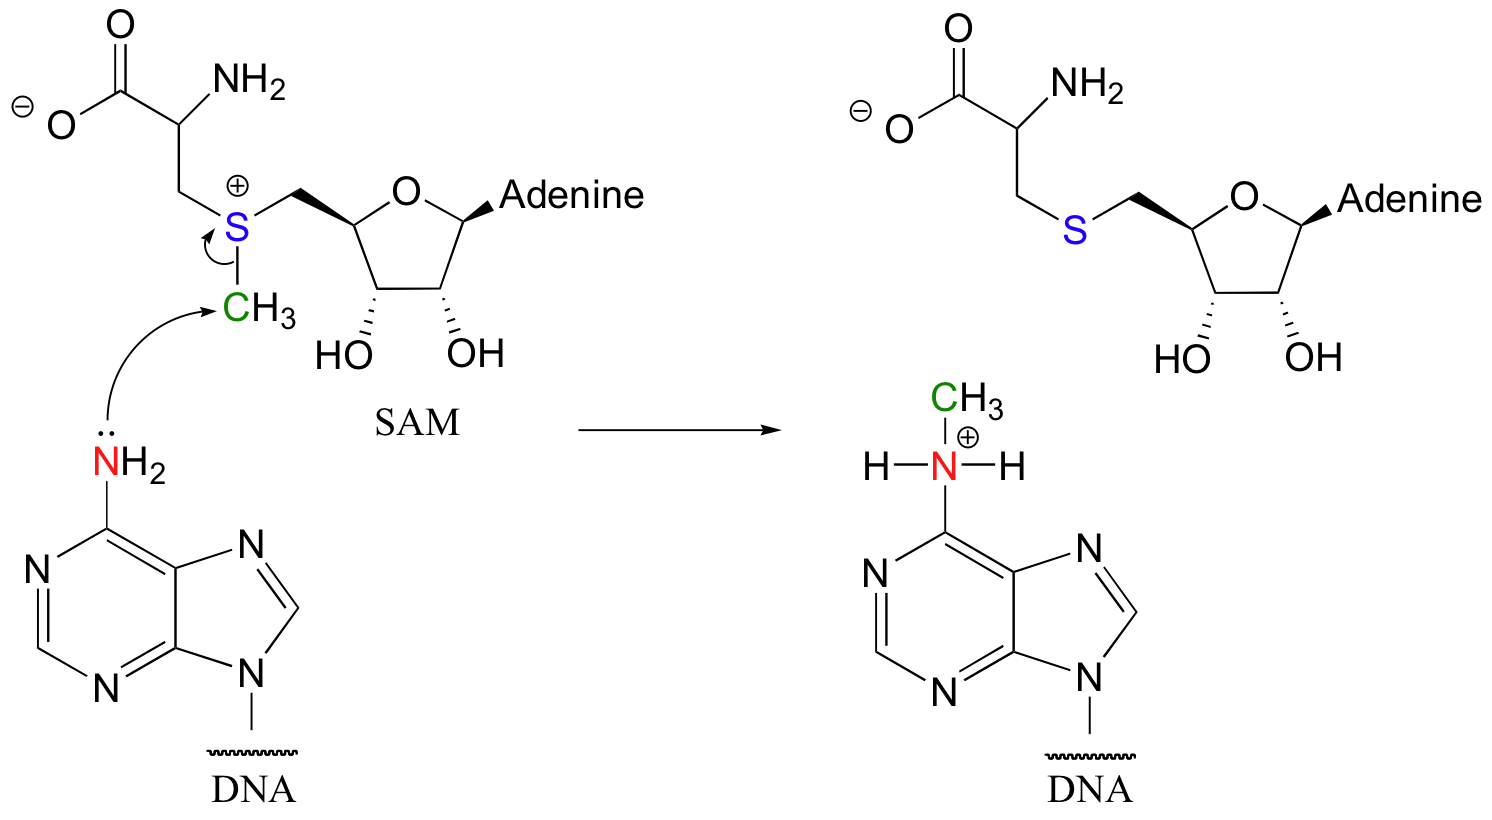 O
NH2
⊖
O
⊕
S
O
Adenine
CH3
HO
OH
SAM
NH2
N
N
N
N
DNA
O
NH2
⊖
O
S
O
Adenine
HO
OH
CH3
⊕
H
N
H
N
N
N
N
DNA